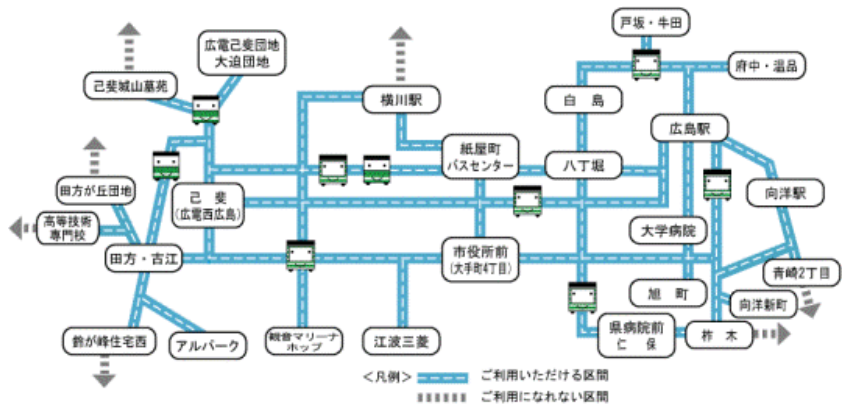 戸坂・牛田
広電己斐団地
大迫団地
己斐城山墓苑
横川駅
白 島
府中・温品
広島駅
紙屋町
バスセンター
八丁堀
田方が丘団地
己 斐
(広電西広島)
向洋駅
高等技術
専門校
大学病院
田方・古江
市役所前
(大手町4丁目)
青崎2丁目
旭 町
向洋新町
鈴が峰住宅西
アルパーク
観音マリーナ
ホップ
江波三菱
県病院前
仁 保
柞木
<凡例>
ご利用いただける区間
ご利用になれない区間